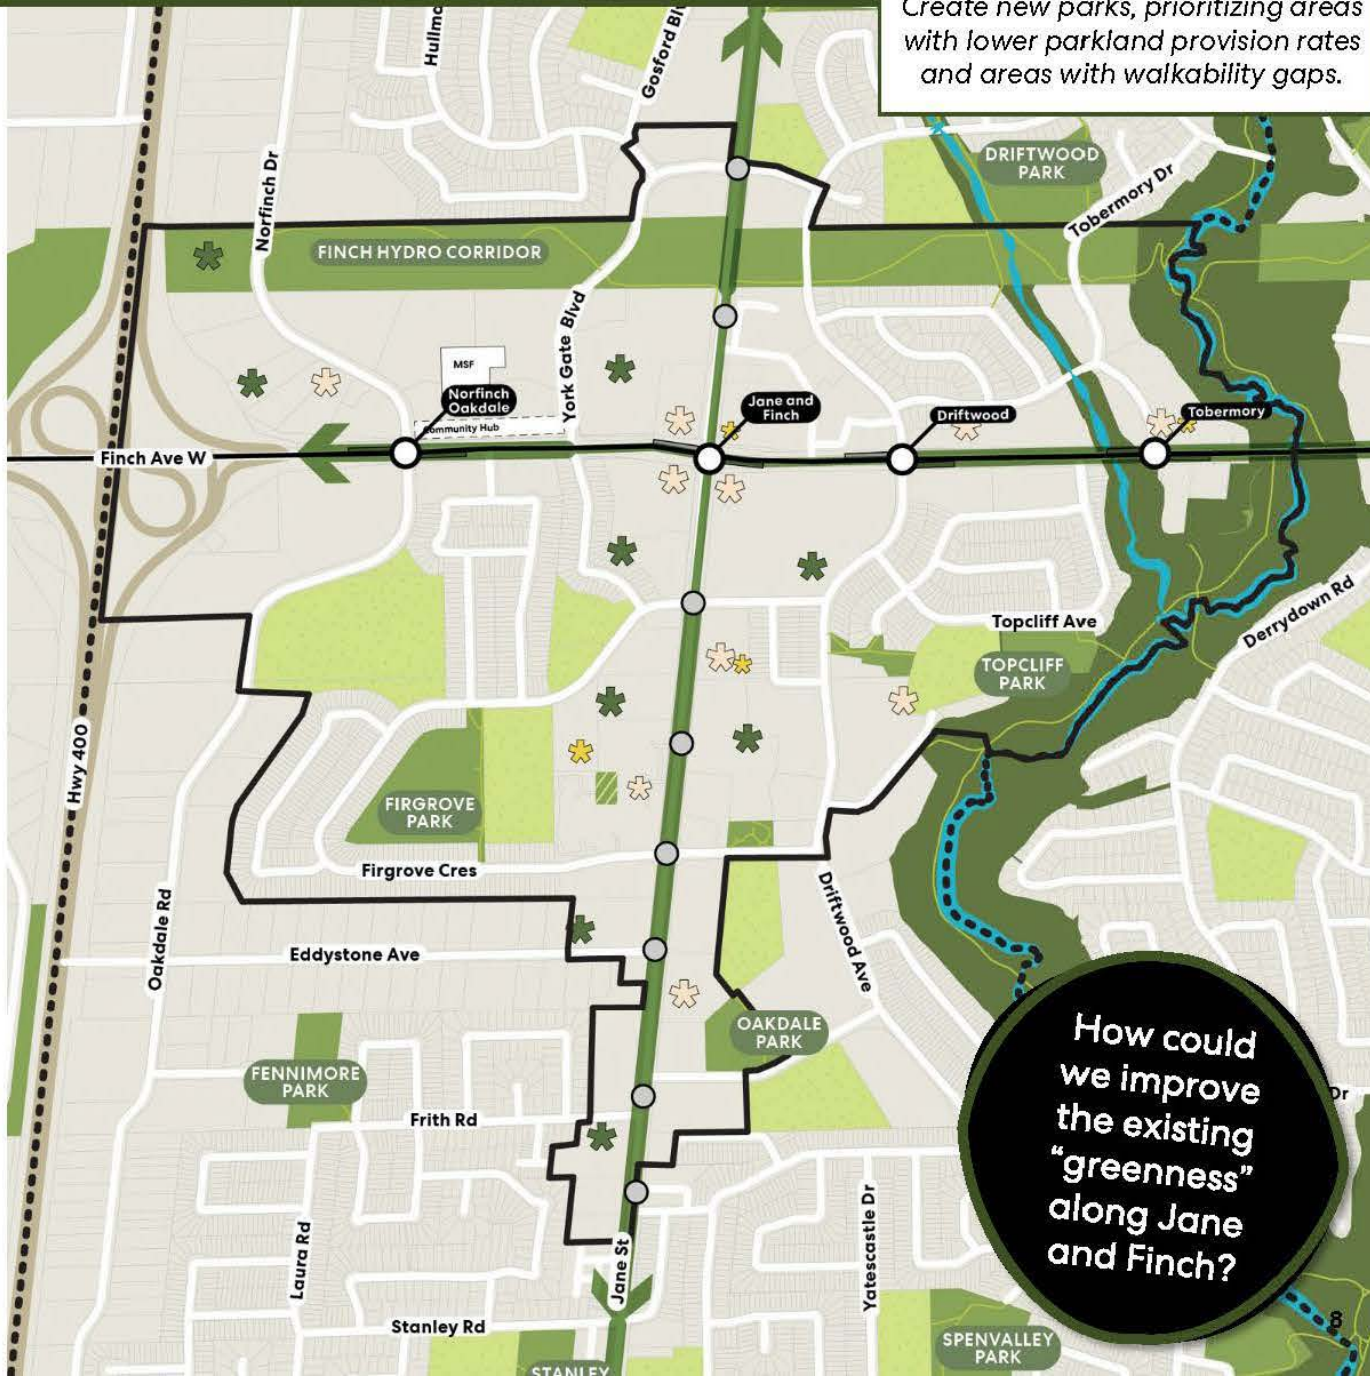 Create new parks, prioritizing areas
with lower parkland provision rates
and areas with walkability gaps.
Gosford
DRIFTWOOD
PARK
Tobermory Dr
Norfinch Dr
FINCH HYDRO CORRIDOR
York Gate Blvd
MSF
Norfinch
Oakdale
Community Hub
Jane and
Finch
Driftwood
Tobermory
Finch Ave W
Derrydown Rd
Topcliff Ave
TOPCLIFF
PARK
Hwy 400
FIRGROVE
PARK
Firgrove Cres
Driftwood Ave
Oakdale Rd
Eddystone Ave
OAKDALE
PARK
FENNIMORE
PARK
Frith Rd
How could
we improve
the existing
“greenness”
along Jane
and Finch?
Dr
Laura Rd
Jane St
Yatescastle Dr
Stanley Rd
SPENVALLEY
PARK
STANLEY
8